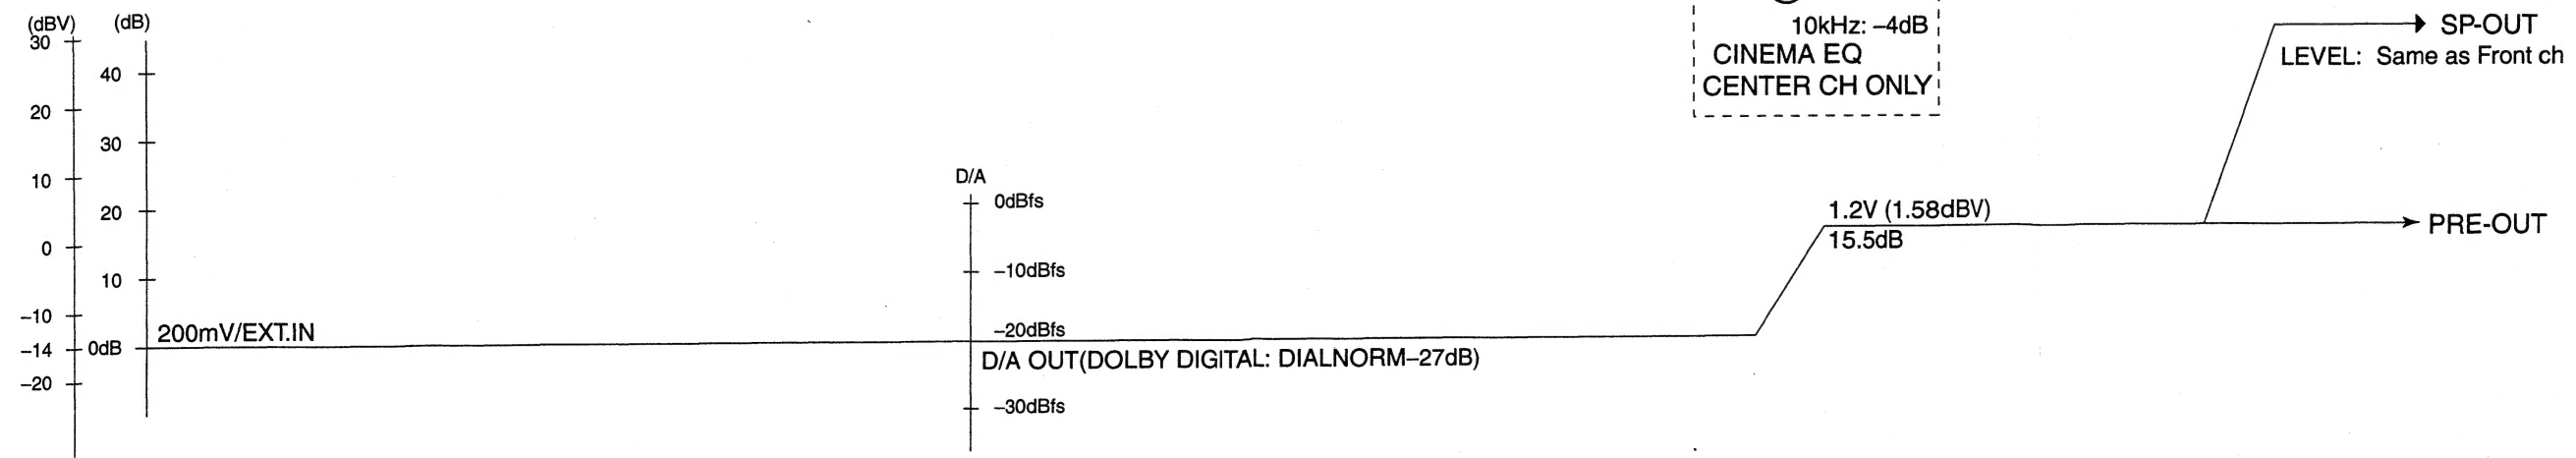 (dBV)
30
20
10
0
–10
–14
–20
(dB)
40
30
20
10
0dB
200mV/EXT.IN
D/A
0dBfs
–10dBfs
–20dBfs
D/A OUT(DOLBY DIGITAL: DIALNORM–27dB)
–30dBfs
10kHz: –4dB
CINEMA EQ
CENTER CH ONLY
1.2V (1.58dBV)
15.5dB
SP-OUT
LEVEL: Same as Front ch
PRE-OUT